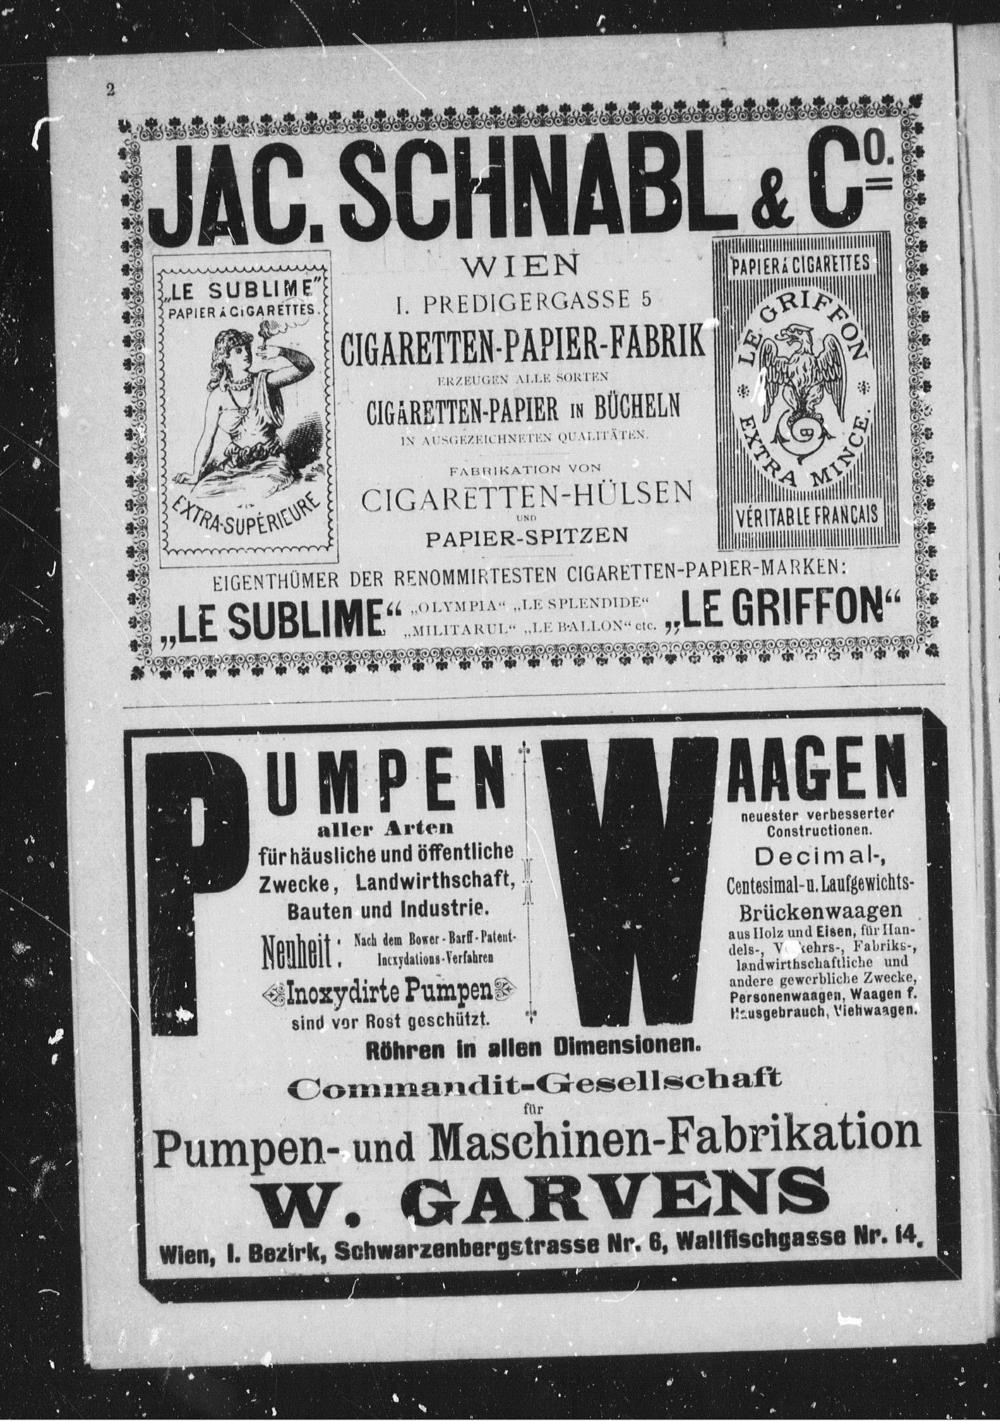 2
JAC. SCHNABL & Co.
„LE SUBLIME”
PAPIER À CIGARETTES.
EXTRA-SUPÉRIEURE
WIEN
I. PREDIGERGASSE 5
CIGARETTEN-PAPIER-FABRIK
ERZEUGEN ALLE SORTEN
CIGARETTEN-PAPIER IN BÜCHELN
IN AUSGEZEICHNETEN QUALITÄTEN.
FABRIKATION VON
CIGARETTEN-HÜLSEN
UND
PAPIER-SPITZEN
PAPIER À CIGARETTES
LE GRIFFON
EXTRA MINCE.
VÉRITABLE FRANÇAIS
EIGENTHÜMER DER RENOMMIRTESTEN CIGARETTEN-PAPIER-MARKEN:
„LE SUBLIME“ „OLYMPIA“ „LE SPLENDIDE“ „LE GRIFFON“
„MILITARUL“ „LE BALLON“ etc.
PUMPEN
aller Arten
für häusliche und öffentliche
Zwecke, Landwirthschaft,
Bauten und Industrie.
Neuheit: Nach dem Bower-Barff-Patent-
Inoxydations-Verfahren
Inoxydirte Pumpen
sind vor Rost geschützt.
WAAGEN
neuester verbesserter
Constructionen.
Decimal-,
Centesimal- u. Laufgewichts-
Brückenwaagen
aus Holz und Eisen, für Han-
dels-, Verkehrs-, Fabriks-,
landwirthschaftliche und
andere gewerbliche Zwecke,
Personenwaagen, Waagen f.
Hausgebrauch, Viehwaagen.
Röhren in allen Dimensionen.
Commandit-Gesellschaft
für
Pumpen- und Maschinen-Fabrikation
W. GARVENS
Wien, I. Bezirk, Schwarzenbergstrasse Nr. 6, Wallfischgasse Nr. 14.